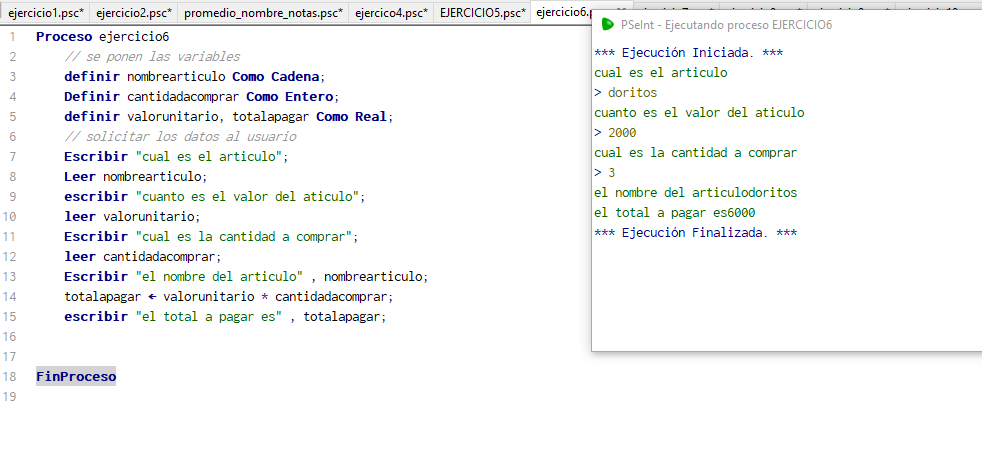 ejercicio1.psc* ejercicio2.psc* promedio_nombre_notas.psc* ejercico4.psc* EJERCICIO5.psc* ejercicio6.
1 Proceso ejercicio6
2 // se ponen las variables
3 definir nombrearticulo Como Cadena;
4 Definir cantidadacomprar Como Entero;
5 definir valorunitario, totalapagar Como Real;
6 // solicitar los datos al usuario
7 Escribir "cual es el articulo";
8 Leer nombrearticulo;
9 escribir "cuanto es el valor del aticulo";
10 leer valorunitario;
11 Escribir "cual es la cantidad a comprar";
12 leer cantidadacomprar;
13 Escribir "el nombre del articulo" , nombrearticulo;
14 totalapagar ← valorunitario * cantidadacomprar;
15 escribir "el total a pagar es" , totalapagar;
16
17
18 FinProceso
19
PSeInt - Ejecutando proceso EJERCICIO6
*** Ejecución Iniciada. ***
cual es el articulo
> doritos
cuanto es el valor del aticulo
> 2000
cual es la cantidad a comprar
> 3
el nombre del articulodoritos
el total a pagar es6000
*** Ejecución Finalizada. ***